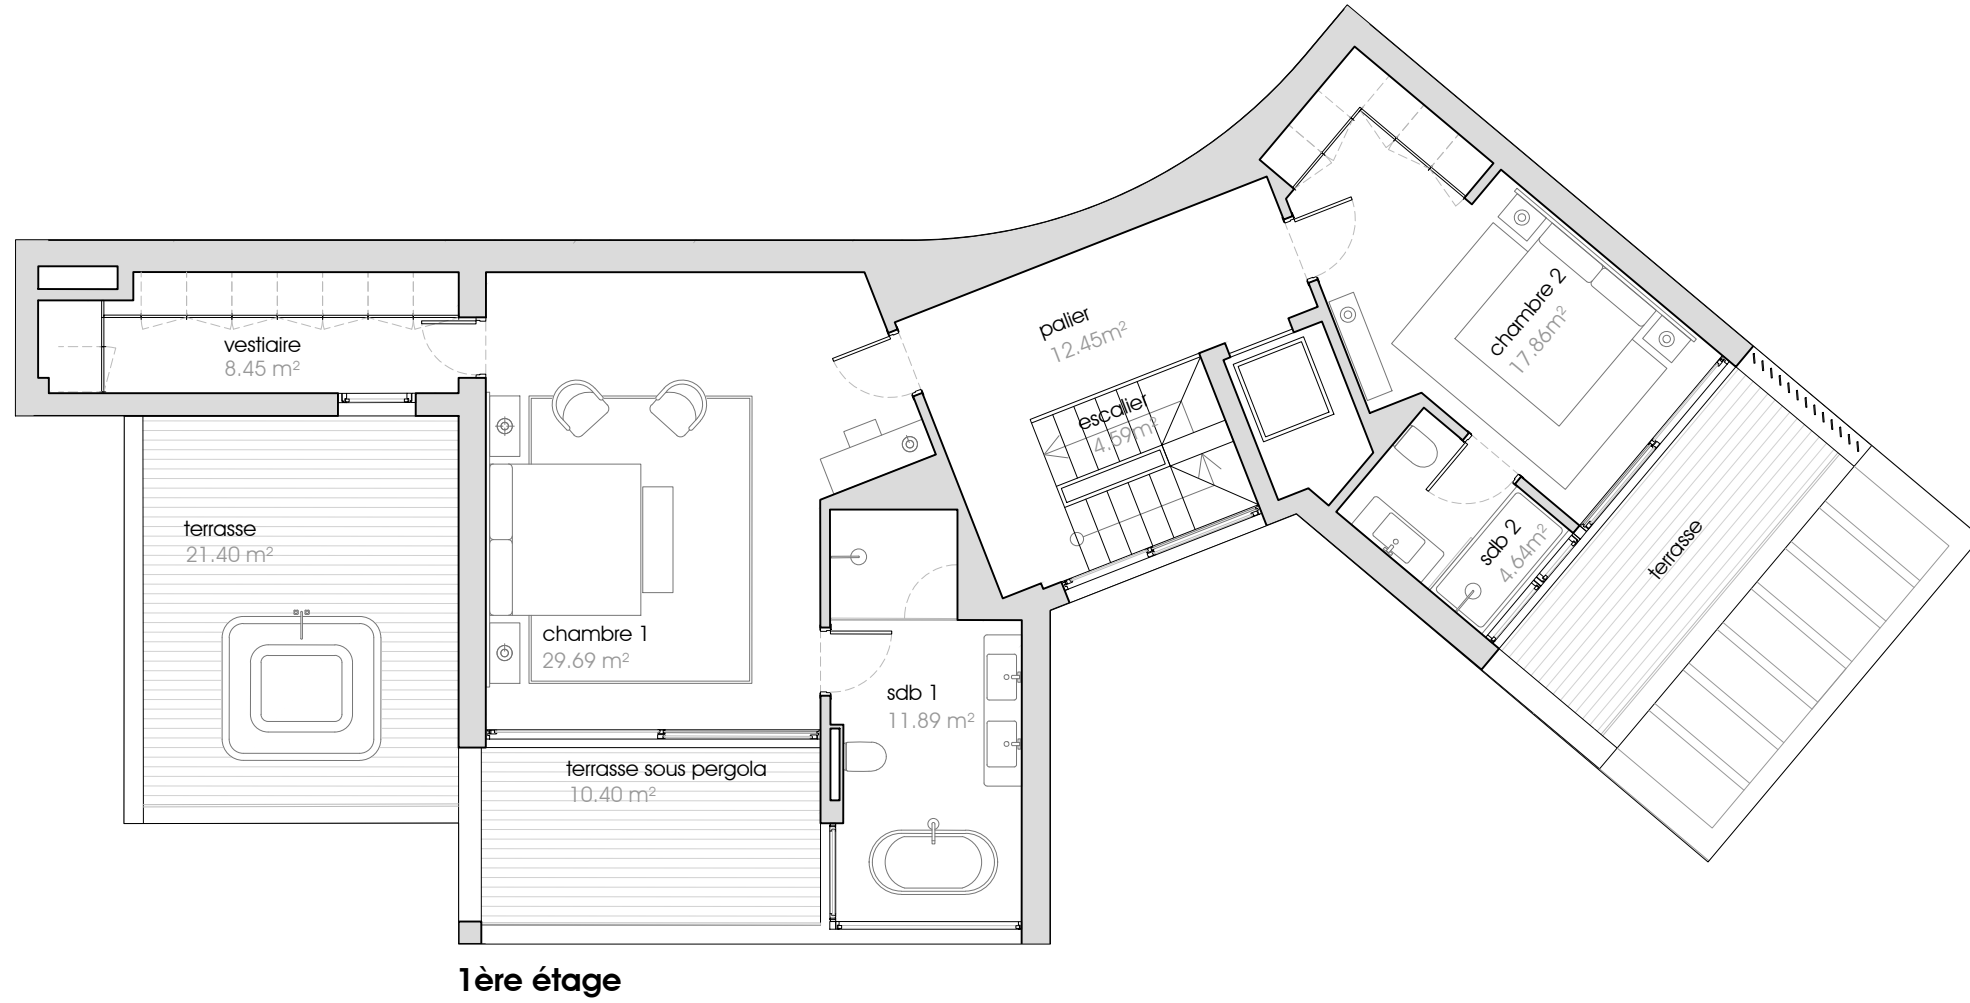 vestiaire
8.45 m²
palier
12.45m²
chambre 2
17.86m²
escalier
4.59m²
terrasse
21.40 m²
sdb 2
4.64m²
terrasse
chambre 1
29.69 m²
sdb 1
11.89 m²
terrasse sous pergola
10.40 m²
1ère étage